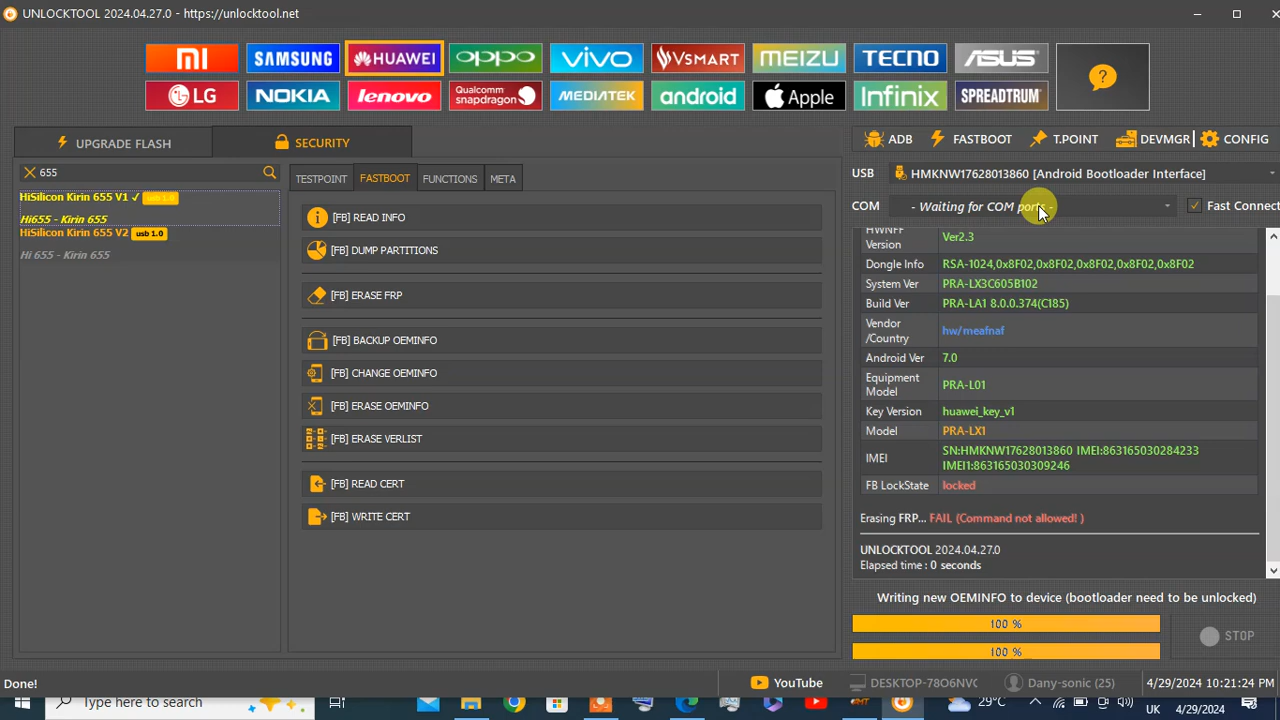 UNLOCKTOOL 2024.04.27.0 - https://unlocktool.net
MI SAMSUNG HUAWEI OPPO vivo VSMART MEIZU TECNO ASUS ?
LG NOKIA lenovo Qualcomm snapdragon MEDIATEK android Apple Infinix SPREADTRUM
UPGRADE FLASH SECURITY
ADB FASTBOOT T.POINT DEVMGR CONFIG
655
HiSilicon Kirin 655 V1 ✓ usb 1.0
Hi655 - Kirin 655
HiSilicon Kirin 655 V2 usb 1.0
Hi 655 - Kirin 655
TESTPOINT FASTBOOT FUNCTIONS META
[FB] READ INFO
[FB] DUMP PARTITIONS
[FB] ERASE FRP
[FB] BACKUP OEMINFO
[FB] CHANGE OEMINFO
[FB] ERASE OEMINFO
[FB] ERASE VERLIST
[FB] READ CERT
[FB] WRITE CERT
USB HMKNW17628013860 [Android Bootloader Interface]
COM - Waiting for COM ports - Fast Connect
HWNFF
Version Ver2.3
Dongle Info RSA-1024,0x8F02,0x8F02,0x8F02,0x8F02,0x8F02
System Ver PRA-LX3C605B102
Build Ver PRA-LA1 8.0.0.374(C185)
Vendor
/Country hw/meafnaf
Android Ver 7.0
Equipment
Model PRA-L01
Key Version huawei_key_v1
Model PRA-LX1
IMEI SN:HMKNW17628013860 IMEI:863165030284233
IMEI1:863165030309246
FB LockState locked
Erasing FRP... FAIL (Command not allowed! )
UNLOCKTOOL 2024.04.27.0
Elapsed time : 0 seconds
Writing new OEMINFO to device (bootloader need to be unlocked)
100 %
100 %
STOP
Done! YouTube DESKTOP-78O6NVC Dany-sonic (25) 4/29/2024 10:21:24 PM
Type here to search 29°C UK 4/29/2024